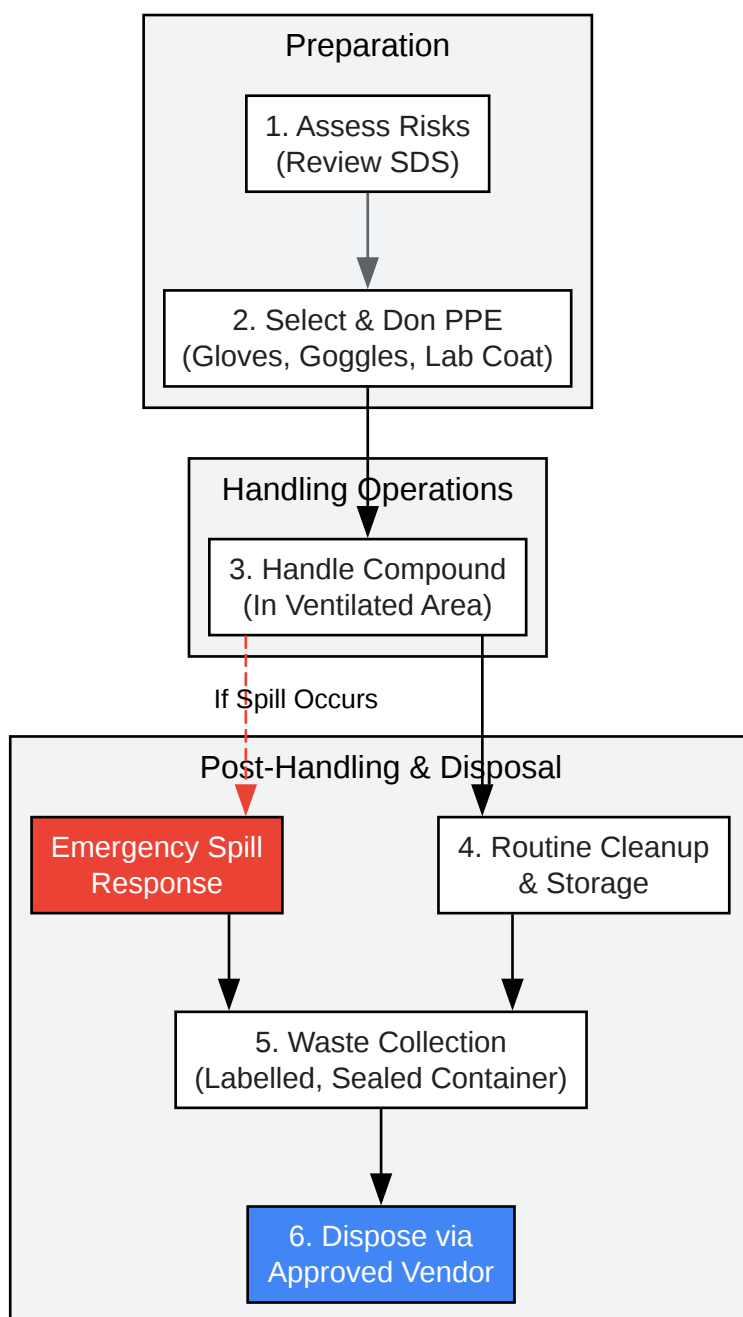 Preparation
1. Assess Risks
(Review SDS)
2. Select & Don PPE
(Gloves, Goggles, Lab Coat)
Handling Operations
3. Handle Compound
(In Ventilated Area)
If Spill Occurs
Post-Handling & Disposal
Emergency Spill
Response
4. Routine Cleanup
& Storage
5. Waste Collection
(Labelled, Sealed Container)
6. Dispose via
Approved Vendor